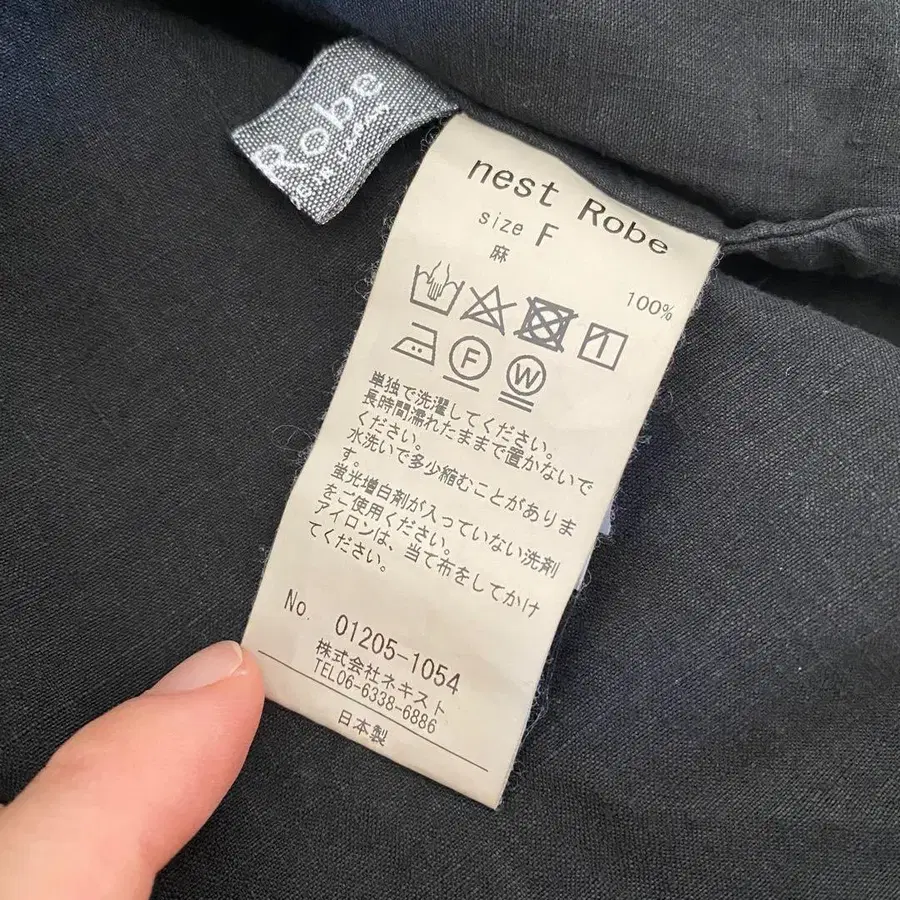 Robe
nest Robe
size F
麻
100%
F
W
単独で洗濯してください。
長時間濡れたままで置かないで
ください。
水洗いで多少縮むことがありま
す。
蛍光増白剤が入っていない洗剤
をご使用ください。
アイロンは、当て布をしてかけ
てください。
No. 01205-1054
株式会社ネキスト
TEL06-6338-6886
日本製